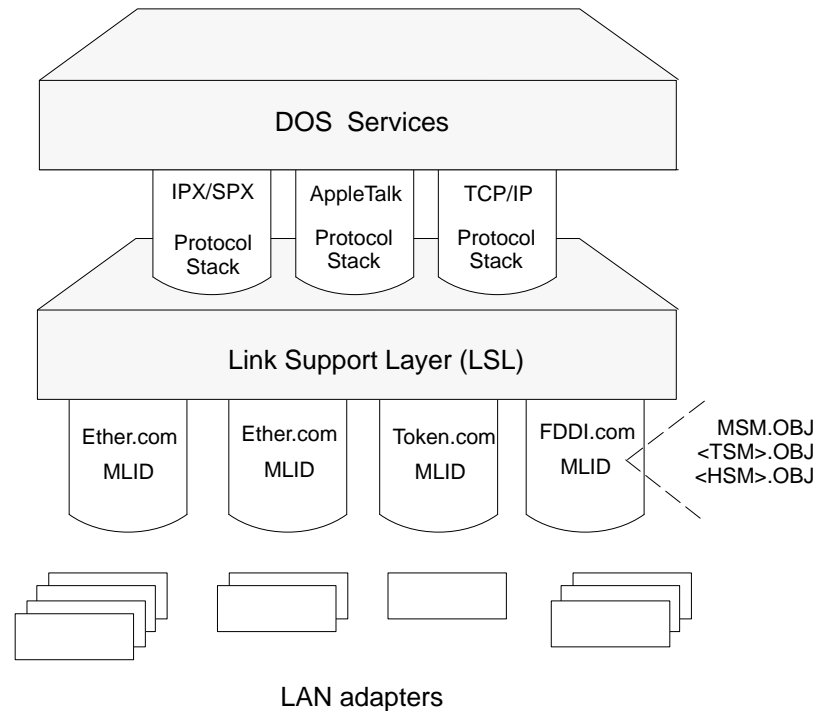 DOS Services
IPX/SPX
Protocol
Stack
AppleTalk
Protocol
Stack
TCP/IP
Protocol
Stack
Link Support Layer (LSL)
Ether.com
MLID
Ether.com
MLID
Token.com
MLID
FDDI.com
MLID
MSM.OBJ
<TSM>.OBJ
<HSM>.OBJ
LAN adapters